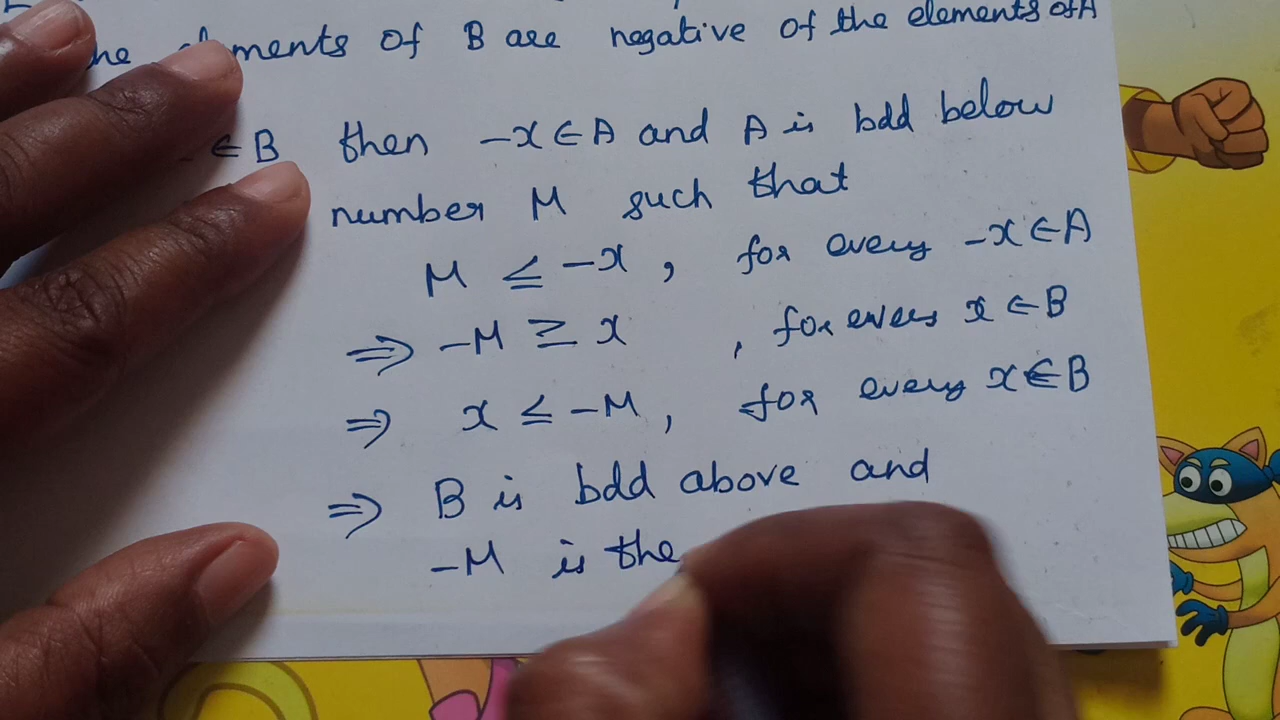 of B are negative of the elements of A
∈ B then -x ∈ A and A is bdd below
number M such that
M ≤ -x, for every -x ∈ A
⇒ -M ≥ x, for every x ∈ B
⇒ x ≤ -M, for every x ∈ B
⇒ B is bdd above and
-M is the